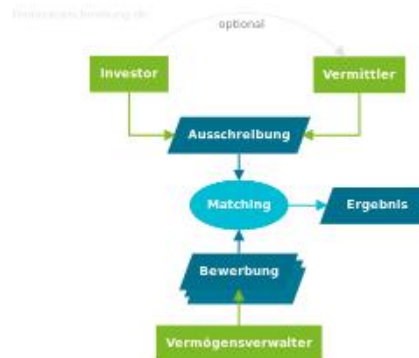 optional
Investor
Vermittler
Ausschreibung
Matching
Ergebnis
Bewerbung
Vermögensverwalter